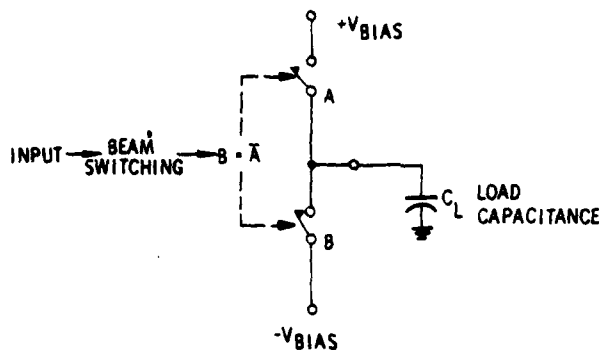 +VBIAS
A
INPUT
BEAM
SWITCHING
B · Ā
CL LOAD
CAPACITANCE
B
-VBIAS